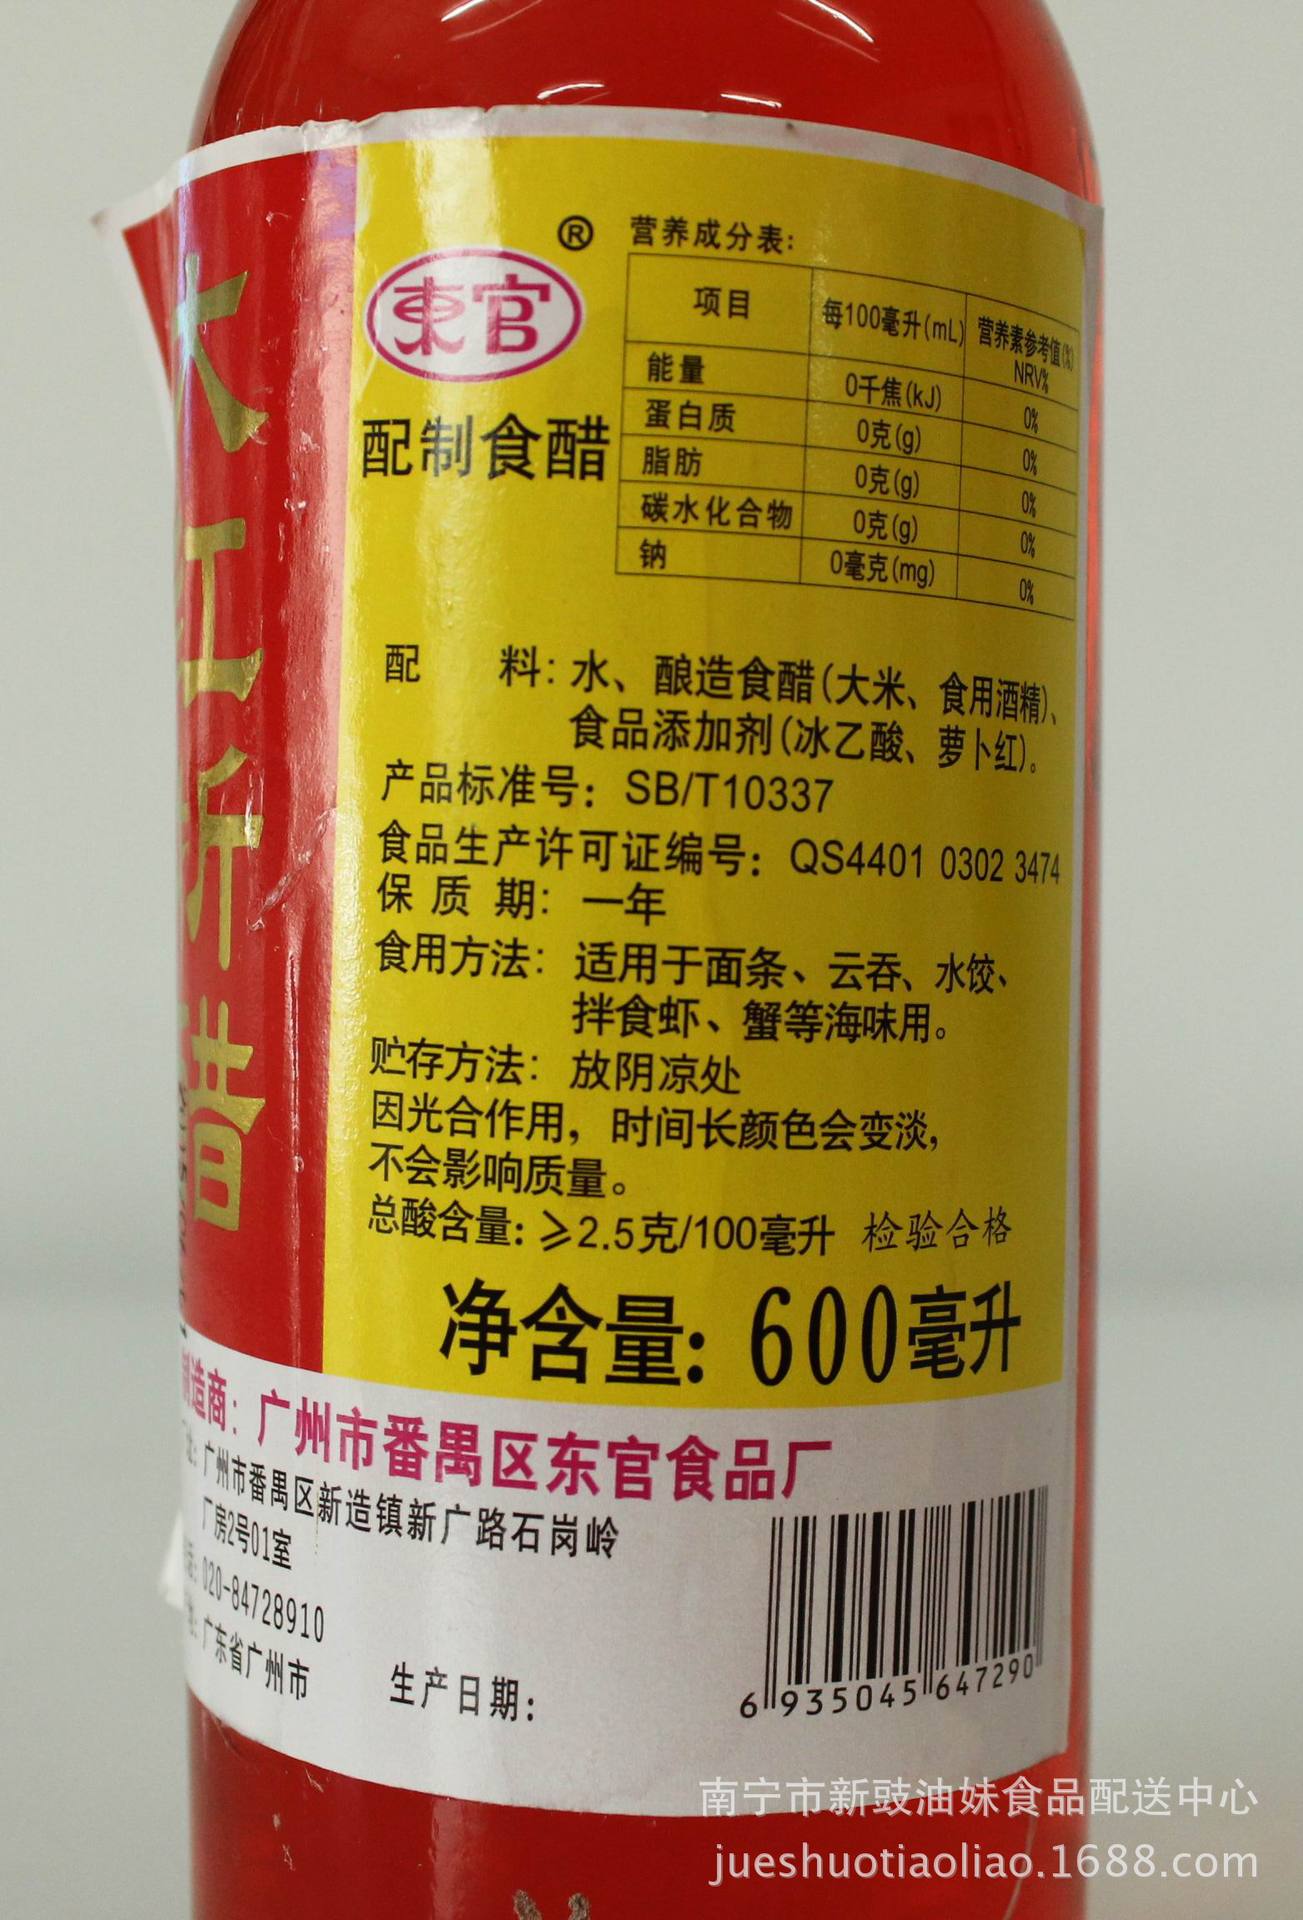 大红浙醋
東官
®
配制食醋
营养成分表:
项目 每100毫升(mL) 营养素参考值(%) NRV%
能量 0千焦(kJ) 0%
蛋白质 0克(g) 0%
脂肪 0克(g) 0%
碳水化合物 0克(g) 0%
钠 0毫克(mg) 0%
配 料: 水、酿造食醋(大米、食用酒精)、
食品添加剂(冰乙酸、萝卜红)。
产品标准号: SB/T10337
食品生产许可证编号: QS4401 0302 3474
保 质 期: 一年
食用方法: 适用于面条、云吞、水饺、
拌食虾、蟹等海味用。
贮存方法: 放阴凉处
因光合作用,时间长颜色会变淡,
不会影响质量。
总酸含量:≥2.5克/100毫升 检验合格
净含量: 600毫升
制造商: 广州市番禺区东官食品厂
址: 广州市番禺区新造镇新广路石岗岭
厂房2号01室
话: 020-84728910
广东省广州市
生产日期:
6 935045 647290
南宁市新豉油妹食品配送中心
jueshuotiaoliao.1688.com